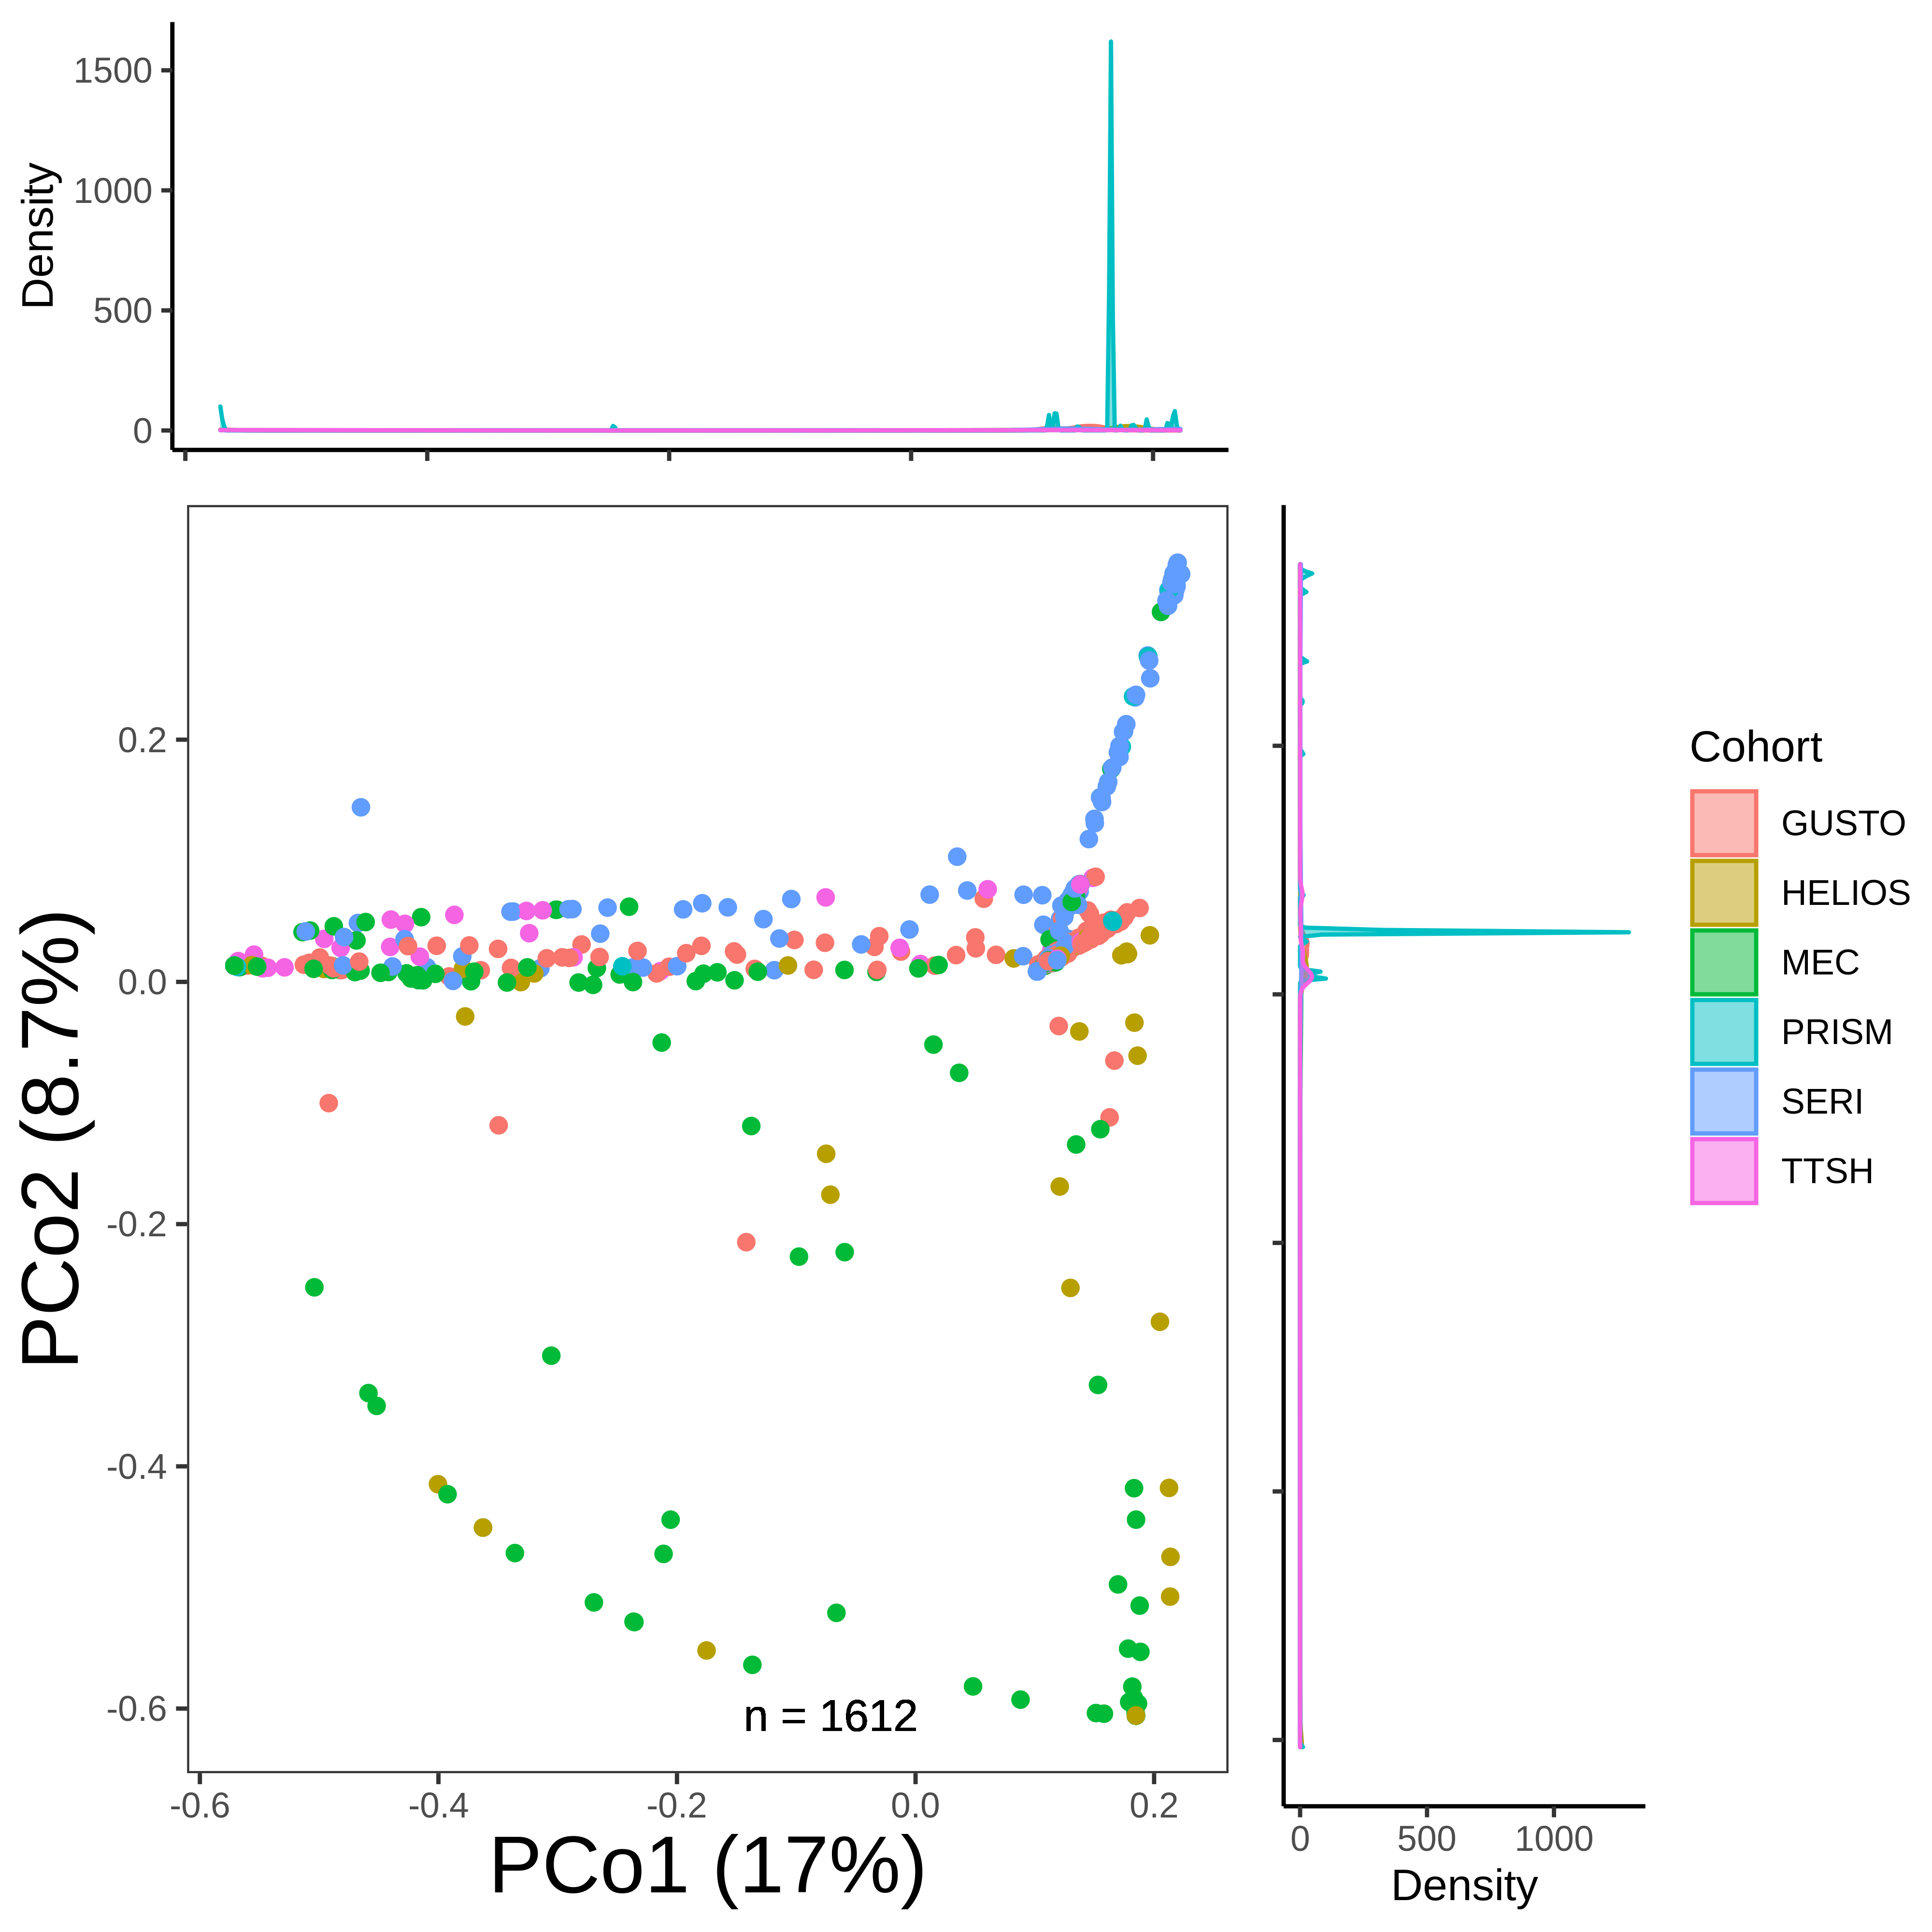 Density
1500
1000
500
0
PCo2 (8.7%)
0.2
0.0
-0.2
-0.4
-0.6
n = 1612
-0.6 -0.4 -0.2 0.0 0.2
PCo1 (17%)
0 500 1000
Density
Cohort
GUSTO
HELIOS
MEC
PRISM
SERI
TTSH